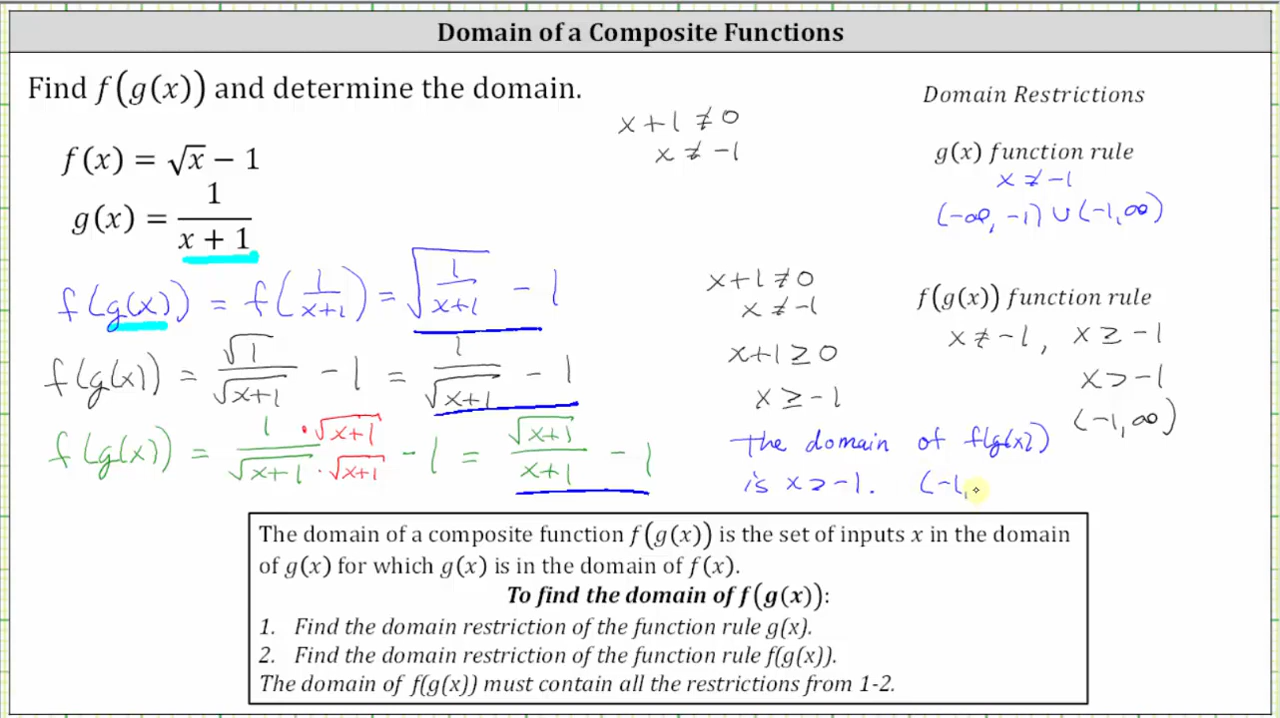 Domain of a Composite Functions
Find f(g(x)) and determine the domain.
f(x) = √x − 1
g(x) = 1/(x + 1)
f(g(x)) = f(1/(x+1)) = √(1/(x+1)) − 1
f(g(x)) = √1/√(x+1) − 1 = 1/√(x+1) − 1
f(g(x)) = 1/√(x+1) · √(x+1)/√(x+1) − 1 = √(x+1)/(x+1) − 1
x+1 ≠ 0
x ≠ −1
x+1 ≠ 0
x ≠ −1
x+1 ≥ 0
x ≥ −1
Domain Restrictions
g(x) function rule
x ≠ −1
(−∞, −1) ∪ (−1, ∞)
f(g(x)) function rule
x ≠ −1, x ≥ −1
x > −1
(−1, ∞)
The domain of f(g(x))
is x > −1. (−1,
The domain of a composite function f(g(x)) is the set of inputs x in the domain
of g(x) for which g(x) is in the domain of f(x).
To find the domain of f(g(x)):
1. Find the domain restriction of the function rule g(x).
2. Find the domain restriction of the function rule f(g(x)).
The domain of f(g(x)) must contain all the restrictions from 1-2.